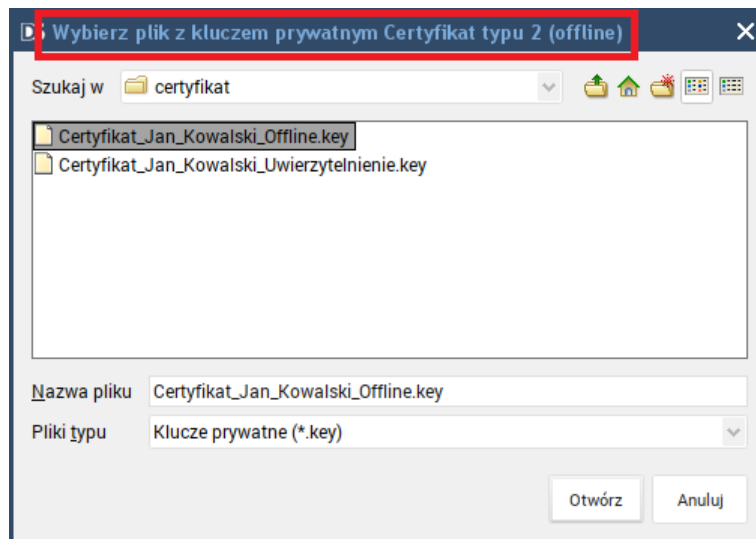 Wybierz plik z kluczem prywatnym Certyfikat typu 2 (offline)
Szukaj w certyfikat
Certyfikat_Jan_Kowalski_Offline.key
Certyfikat_Jan_Kowalski_Uwierzytelnienie.key
Nazwa pliku Certyfikat_Jan_Kowalski_Offline.key
Pliki typu Klucze prywatne (*.key)
Otwórz Anuluj